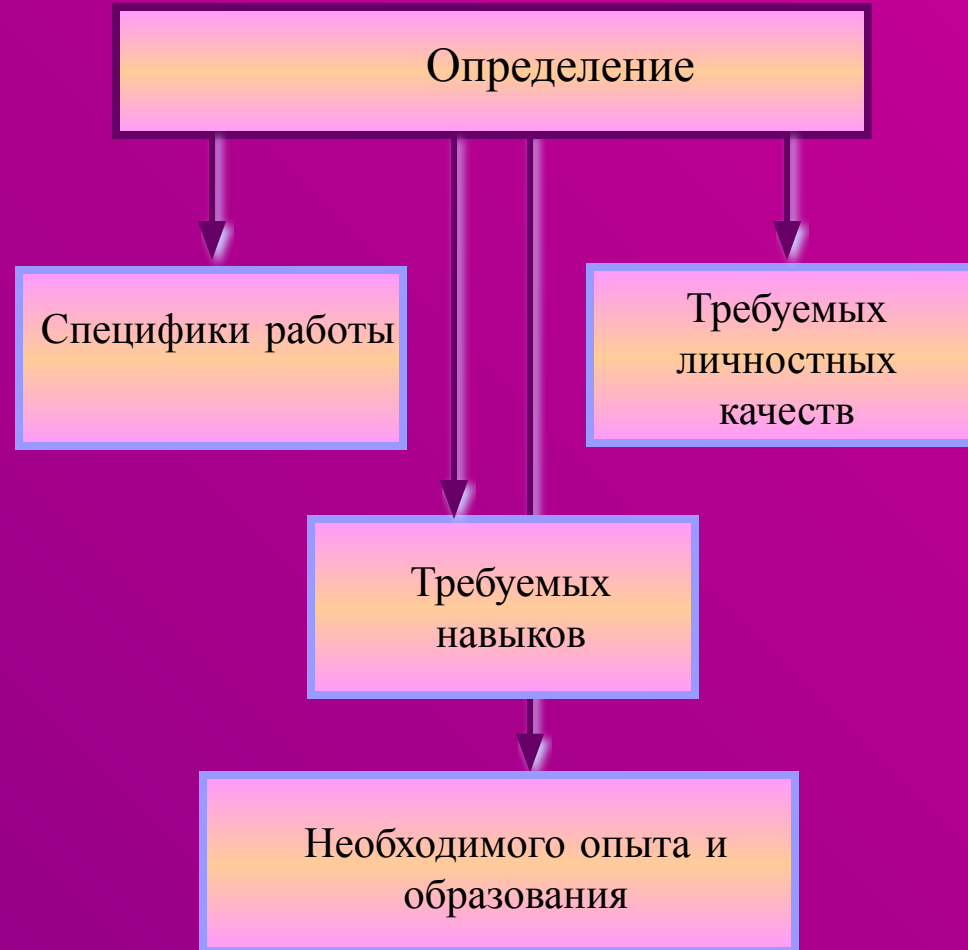 Определение
Специфики работы
Требуемых
личностных
качеств
Требуемых
навыков
Необходимого опыта и
образования